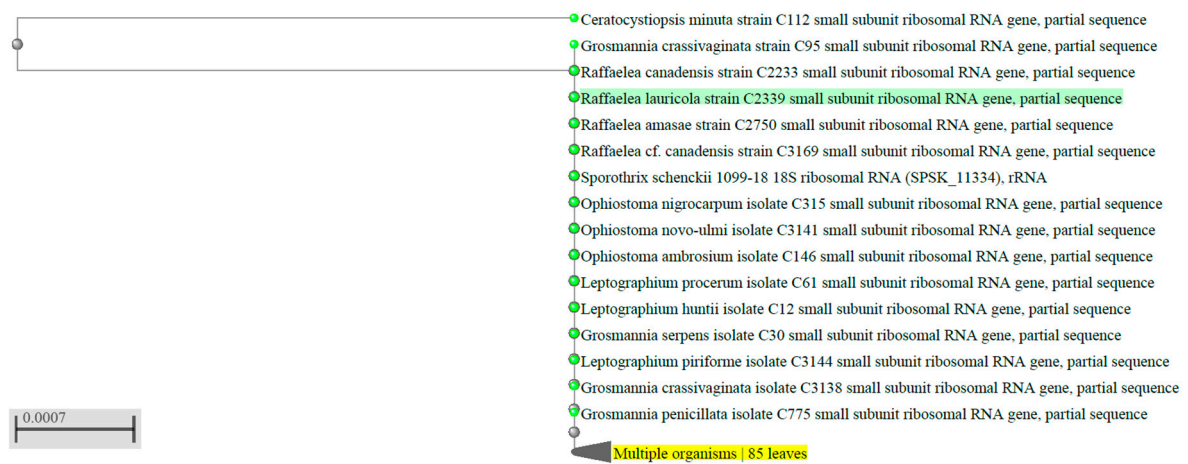 Ceratocystiopsis minuta strain C112 small subunit ribosomal RNA gene, partial sequence
Grosmannia crassivaginata strain C95 small subunit ribosomal RNA gene, partial sequence
Raffaelea canadensis strain C2233 small subunit ribosomal RNA gene, partial sequence
Raffaelea lauricola strain C2339 small subunit ribosomal RNA gene, partial sequence
Raffaelea amasae strain C2750 small subunit ribosomal RNA gene, partial sequence
Raffaelea cf. canadensis strain C3169 small subunit ribosomal RNA gene, partial sequence
Sporothrix schenckii 1099-18 18S ribosomal RNA (SPSK_11334), rRNA
Ophiostoma nigrocarpum isolate C315 small subunit ribosomal RNA gene, partial sequence
Ophiostoma novo-ulmi isolate C3141 small subunit ribosomal RNA gene, partial sequence
Ophiostoma ambrosium isolate C146 small subunit ribosomal RNA gene, partial sequence
Leptographium procerum isolate C61 small subunit ribosomal RNA gene, partial sequence
Leptographium huntii isolate C12 small subunit ribosomal RNA gene, partial sequence
Grosmannia serpens isolate C30 small subunit ribosomal RNA gene, partial sequence
Leptographium piriforme isolate C3144 small subunit ribosomal RNA gene, partial sequence
Grosmannia crassivaginata isolate C3138 small subunit ribosomal RNA gene, partial sequence
Grosmannia penicillata isolate C775 small subunit ribosomal RNA gene, partial sequence
0.0007
Multiple organisms | 85 leaves